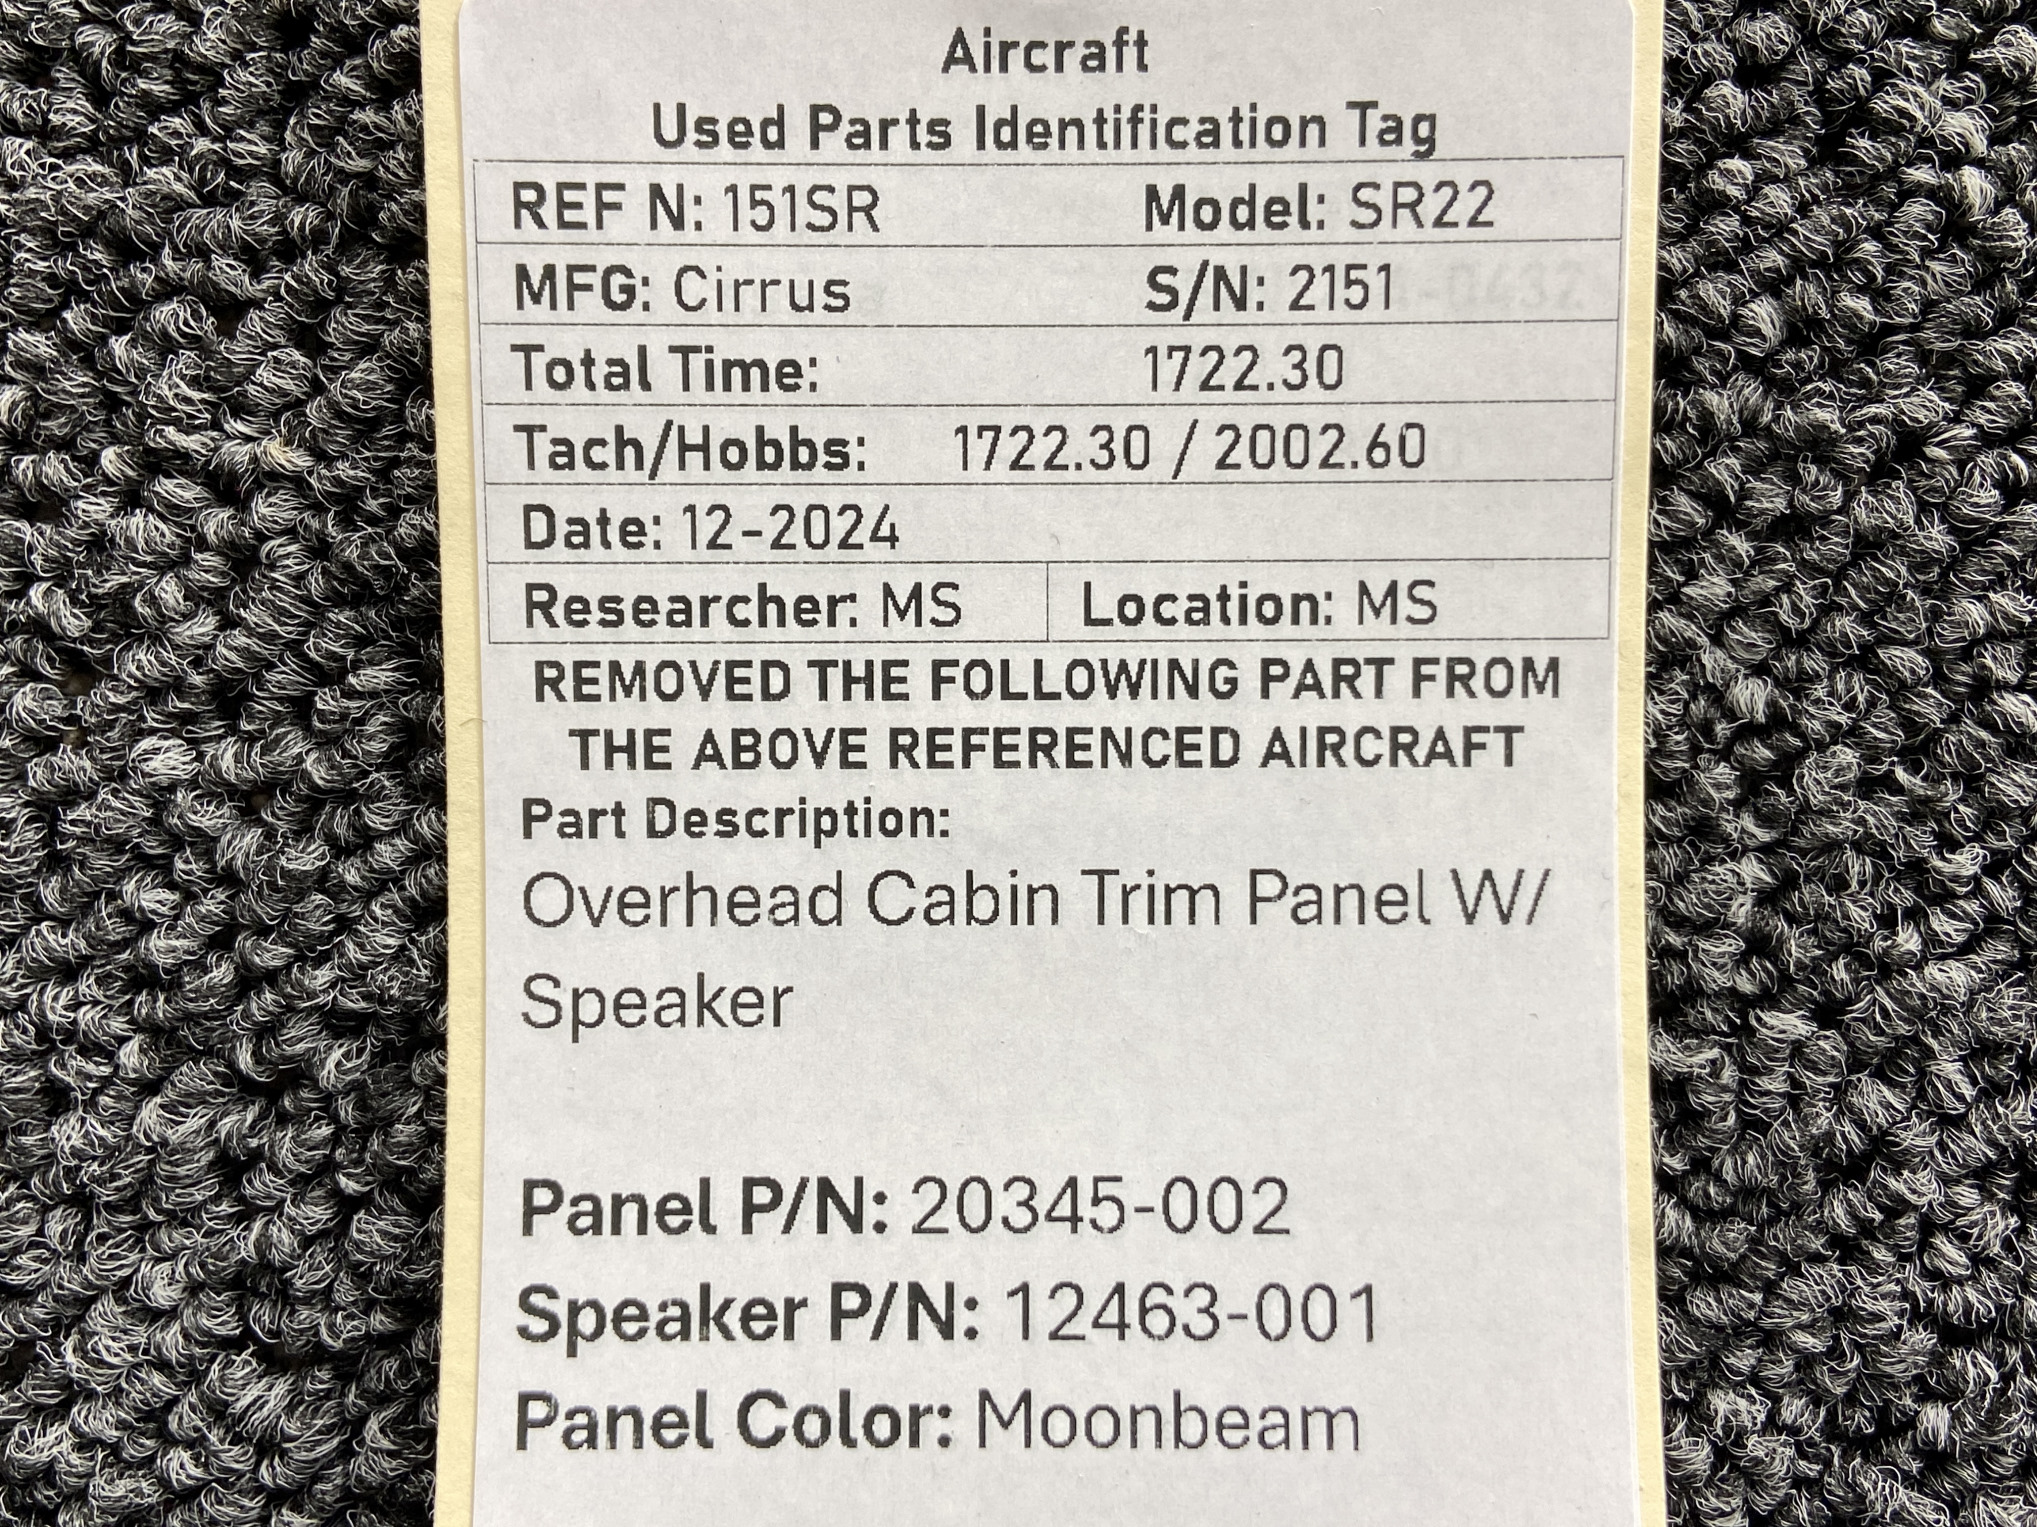 Aircraft
Used Parts Identification Tag
REF N: 151SR Model: SR22
MFG: Cirrus S/N: 2151
Total Time: 1722.30
Tach/Hobbs: 1722.30 / 2002.60
Date: 12-2024
Researcher: MS Location: MS
REMOVED THE FOLLOWING PART FROM
THE ABOVE REFERENCED AIRCRAFT
Part Description:
Overhead Cabin Trim Panel W/
Speaker
Panel P/N: 20345-002
Speaker P/N: 12463-001
Panel Color: Moonbeam